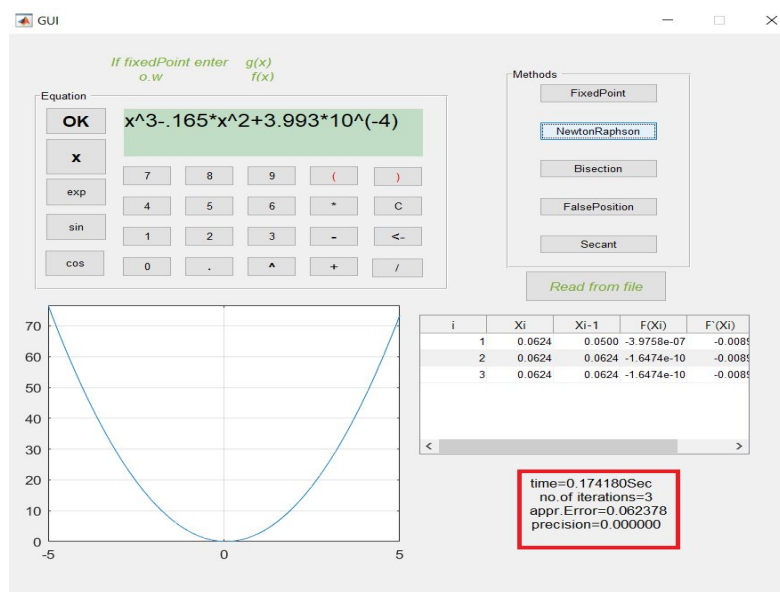 GUI
If fixedPoint enter g(x)
o.w f(x)
Equation
OK
x^3-.165*x^2+3.993*10^(-4)
x
exp
sin
cos
7 8 9 ( )
4 5 6 * C
1 2 3 - <-
0 . ^ + /
Methods
FixedPoint
NewtonRaphson
Bisection
FalsePosition
Secant
Read from file
70
60
50
40
30
20
10
0
-5 0 5
i Xi Xi-1 F(Xi) F`(Xi)
1 0.0624 0.0500 -3.9758e-07 -0.0089
2 0.0624 0.0624 -1.6474e-10 -0.0089
3 0.0624 0.0624 -1.6474e-10 -0.0089
time=0.174180Sec
no.of iterations=3
appr.Error=0.062378
precision=0.000000